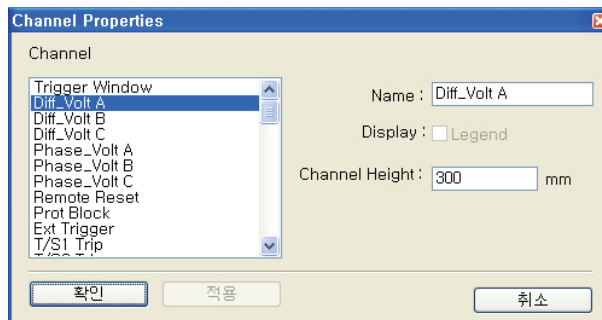 Channel Properties
Channel
Trigger Window
Diff_Volt A
Diff_Volt B
Diff_Volt C
Phase_Volt A
Phase_Volt B
Phase_Volt C
Remote Reset
Prot Block
Ext Trigger
T/S1 Trip
Name : Diff_Volt A
Display : Legend
Channel Height : 300 mm
확인
적용
취소